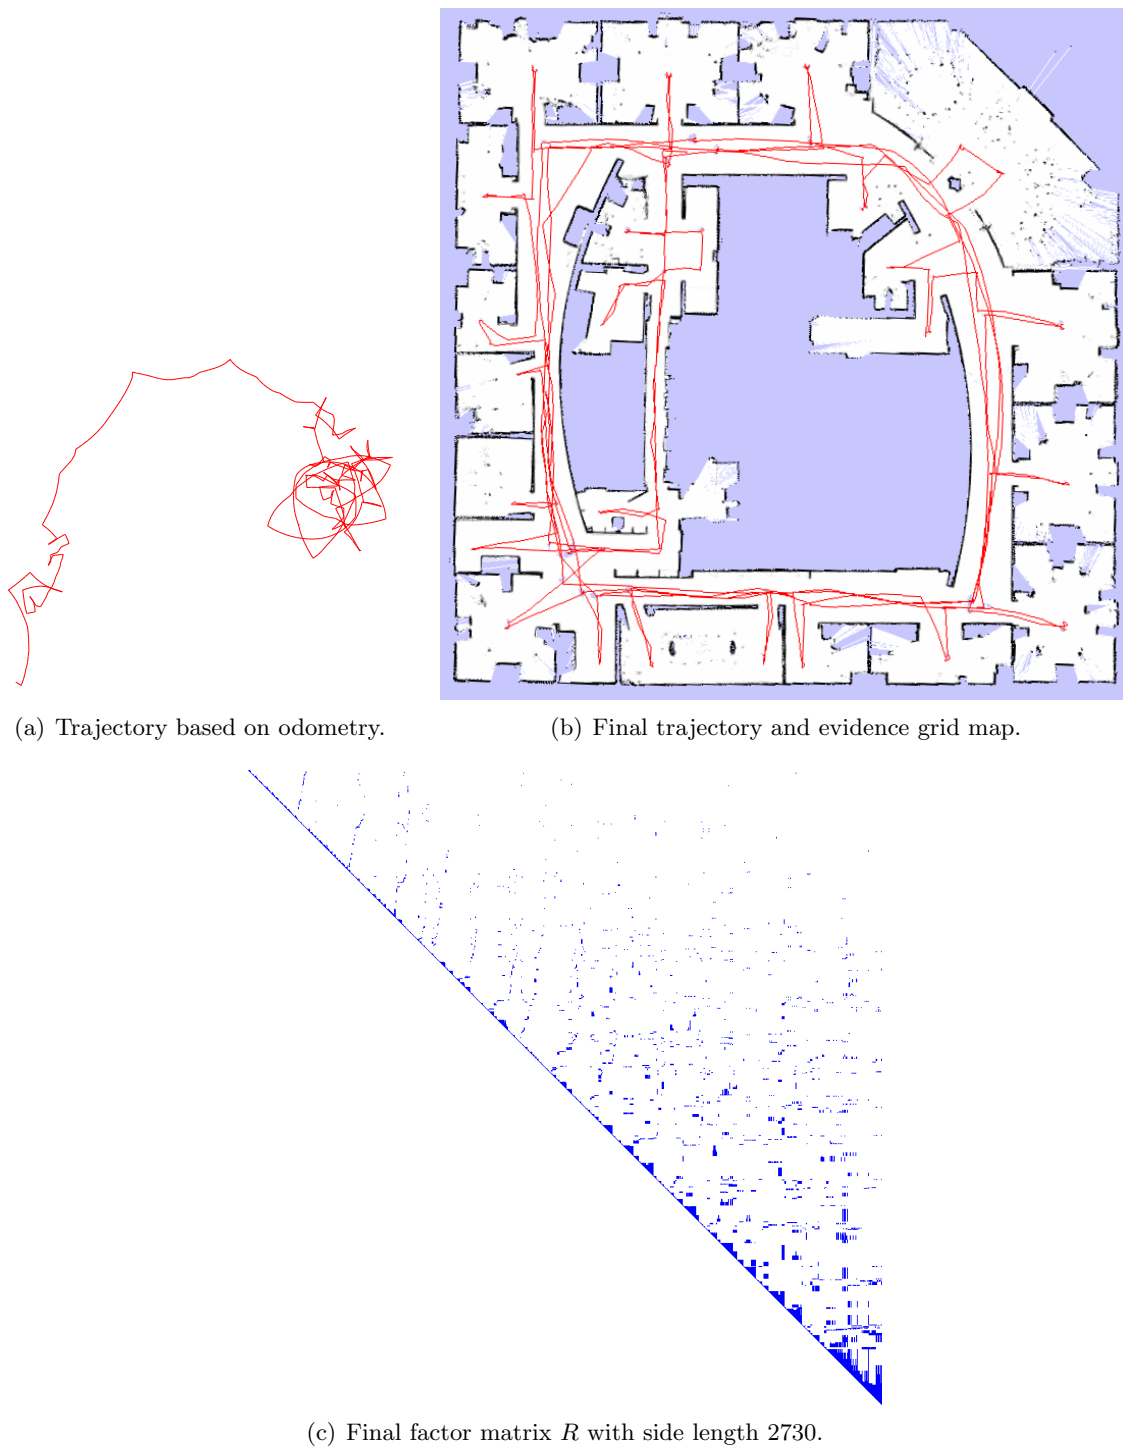 (a) Trajectory based on odometry.
(b) Final trajectory and evidence grid map.
(c) Final factor matrix R with side length 2730.